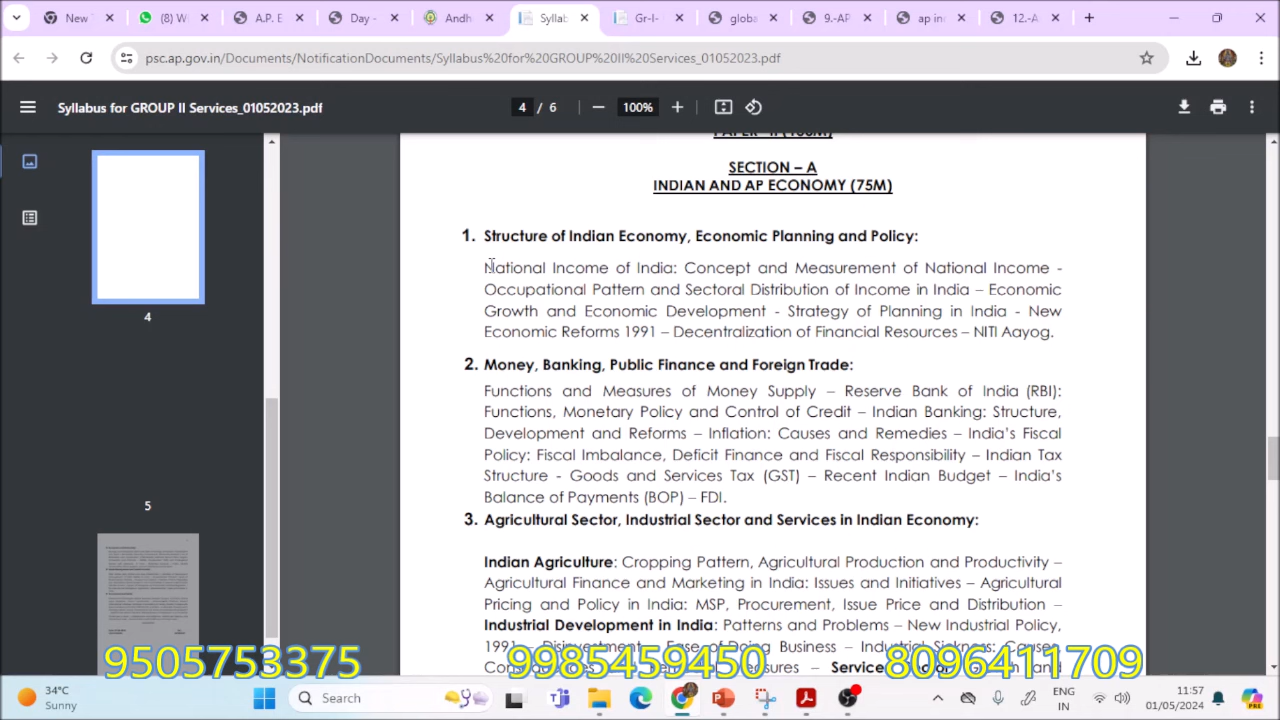 New
(8) W
A.P. E
Day -
Andh
Syllab
Gr-I-
globa
9.-AP
ap in
12.-A
psc.ap.gov.in/Documents/NotificationDocuments/Syllabus%20for%20GROUP%20II%20Services_01052023.pdf
Syllabus for GROUP II Services_01052023.pdf
4 / 6
100%
SECTION – A
INDIAN AND AP ECONOMY (75M)
1. Structure of Indian Economy, Economic Planning and Policy:
National Income of India: Concept and Measurement of National Income -
Occupational Pattern and Sectoral Distribution of Income in India – Economic
Growth and Economic Development - Strategy of Planning in India - New
Economic Reforms 1991 – Decentralization of Financial Resources – NITI Aayog.
2. Money, Banking, Public Finance and Foreign Trade:
Functions and Measures of Money Supply – Reserve Bank of India (RBI):
Functions, Monetary Policy and Control of Credit – Indian Banking: Structure,
Development and Reforms – Inflation: Causes and Remedies – India's Fiscal
Policy: Fiscal Imbalance, Deficit Finance and Fiscal Responsibility – Indian Tax
Structure - Goods and Services Tax (GST) – Recent Indian Budget – India's
Balance of Payments (BOP) – FDI.
3. Agricultural Sector, Industrial Sector and Services in Indian Economy:
Indian Agriculture: Cropping Pattern, Agricultural Production and Productivity –
Agricultural Finance and Marketing in India: Issues and Initiatives – Agricultural
Pricing and Policy in India: MSP, Procurement, Issue Price and Distribution –
Industrial Development in India: Patterns and Problems – New Industrial Policy,
4
5
9505753375
9985459450
8096411709
34°C
Sunny
Search
ENG
IN
11:57
01/05/2024